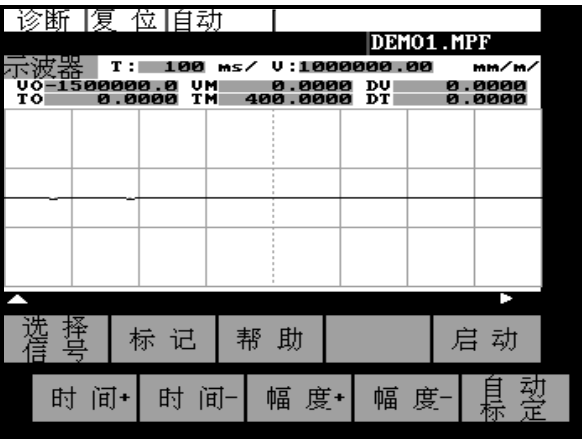 诊断 复 位 自动
DEMO1.MPF
示波器 T: 100 ms/ V:1000000.00 mm/m/
VO-1500000.0 VM 0.0000 DV 0.0000
TO 0.0000 TM 400.0000 DT 0.0000
选 择 信 号 标 记 帮 助 启 动
时 间+ 时 间- 幅 度+ 幅 度- 自 动 标 定